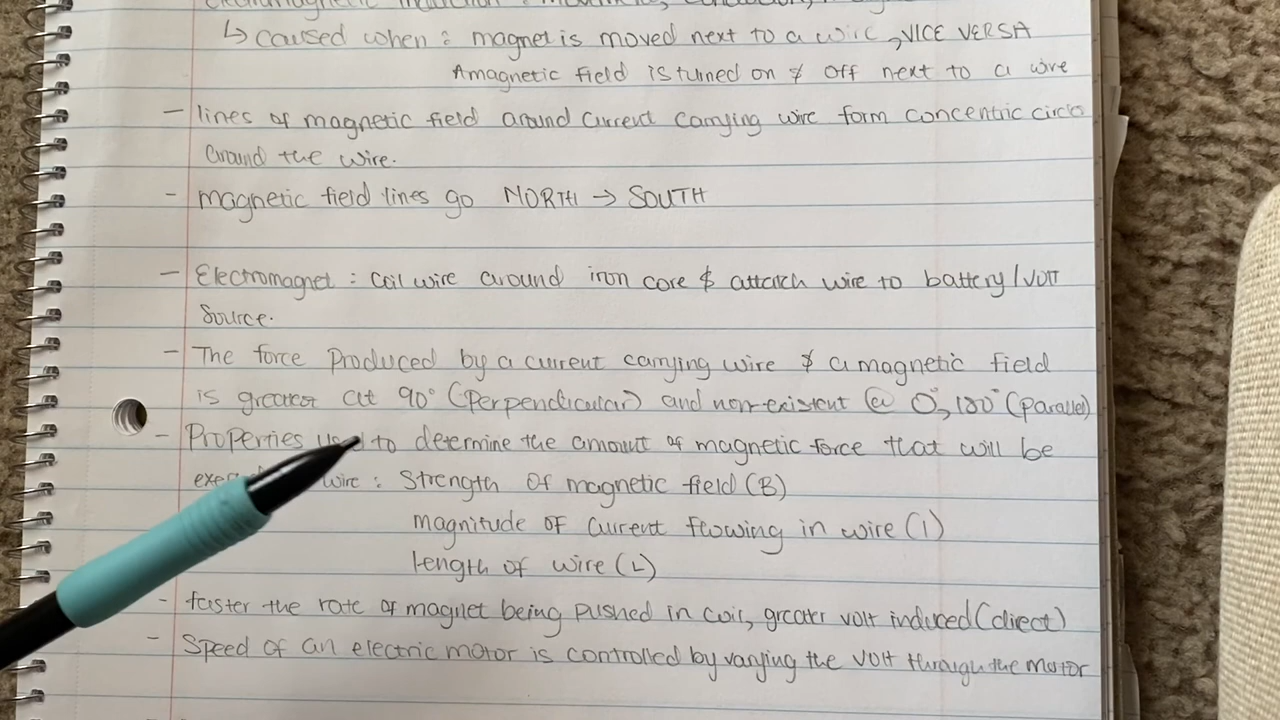 ↳ caused when : magnet is moved next to a wire, VICE VERSA
A magnetic field is turned on & off next to a wire
- lines of magnetic field around current carrying wire form concentric circles
around the wire.
- magnetic field lines go NORTH → SOUTH
- Electromagnet : coil wire around iron core & attatch wire to battery/volt
source.
- The force produced by a current carrying wire & a magnetic field
is greatest at 90° (perpendicular) and non-existent @ 0°, 180° (parallel)
- Properties to determine the amount of magnetic force that will be
wire : Strength of magnetic field (B)
magnitude of current flowing in wire (I)
length of wire (L)
- faster the rate of magnet being pushed in coil, greater volt induced (direct)
- Speed of an electric motor is controlled by varying the volt through the motor